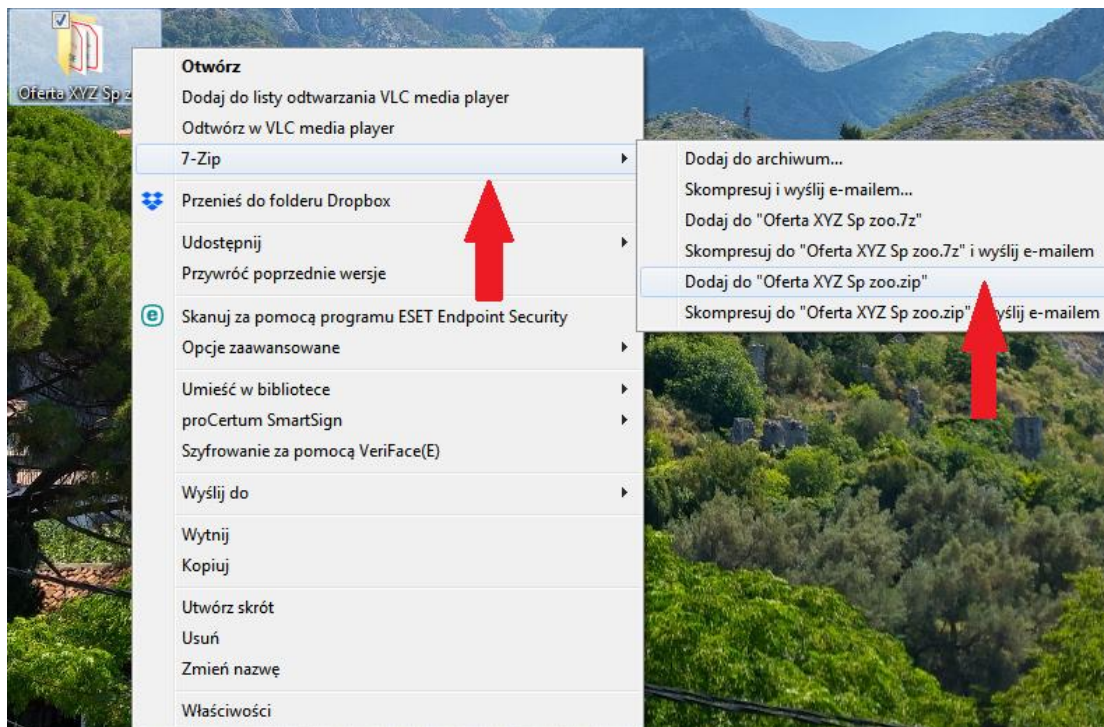 Oferta XYZ Sp z
Otwórz
Dodaj do listy odtwarzania VLC media player
Odtwórz w VLC media player
7-Zip
Przenieś do folderu Dropbox
Udostępnij
Przywróć poprzednie wersje
Skanuj za pomocą programu ESET Endpoint Security
Opcje zaawansowane
Umieść w bibliotece
proCertum SmartSign
Szyfrowanie za pomocą VeriFace(E)
Wyślij do
Wytnij
Kopiuj
Utwórz skrót
Usuń
Zmień nazwę
Właściwości
Dodaj do archiwum...
Skompresuj i wyślij e-mailem...
Dodaj do "Oferta XYZ Sp zoo.7z"
Skompresuj do "Oferta XYZ Sp zoo.7z" i wyślij e-mailem
Dodaj do "Oferta XYZ Sp zoo.zip"
Skompresuj do "Oferta XYZ Sp zoo.zip" wyślij e-mailem